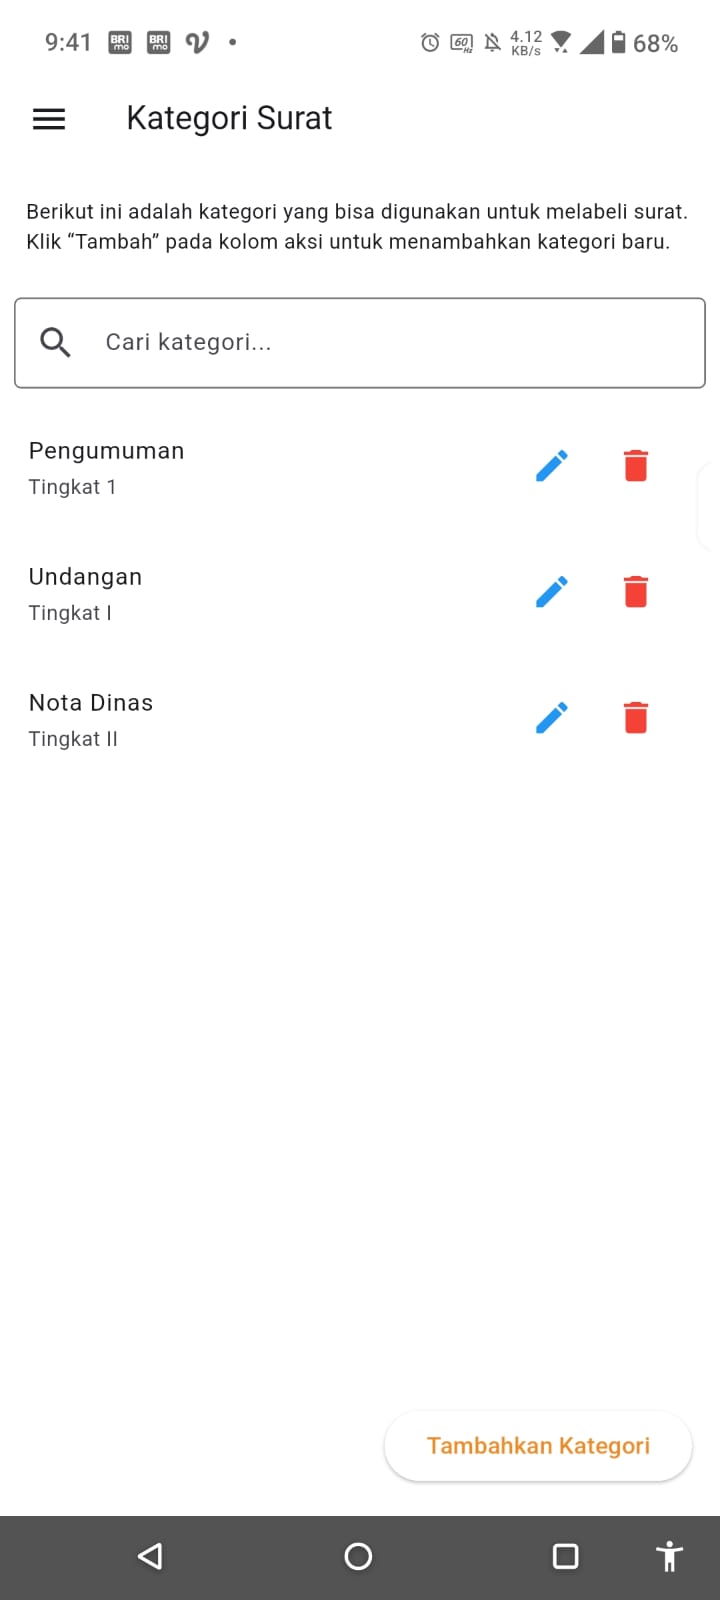 9:41 BRI mo BRI mo 60 Hz 4.12 KB/s 68%
Kategori Surat
Berikut ini adalah kategori yang bisa digunakan untuk melabeli surat.
Klik “Tambah” pada kolom aksi untuk menambahkan kategori baru.
Cari kategori...
Pengumuman
Tingkat 1
Undangan
Tingkat I
Nota Dinas
Tingkat II
Tambahkan Kategori